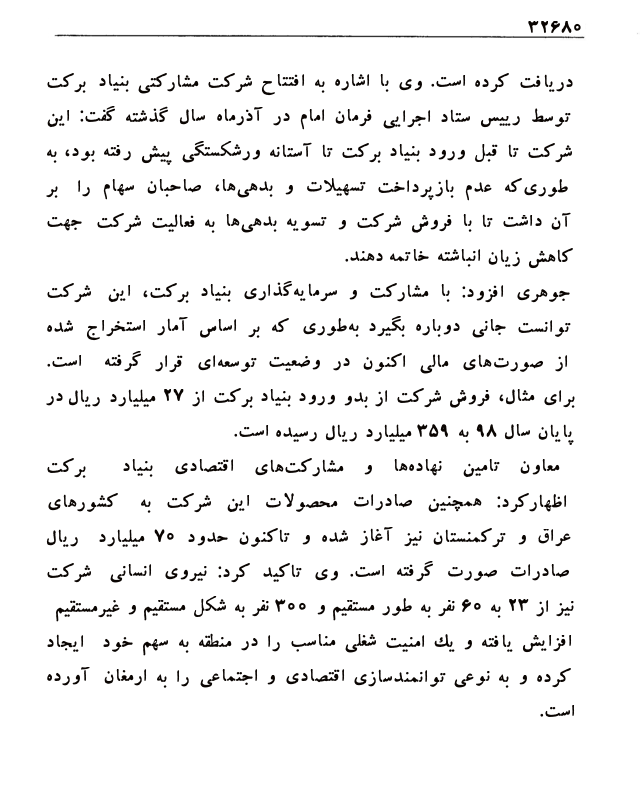 ۳۲۶۸۰
دریافت کرده است. وی با اشاره به افتتاح شرکت مشارکتی بنیاد برکت
توسط رییس ستاد اجرایی فرمان امام در آذرماه سال گذشته گفت: این
شرکت تا قبل ورود بنیاد برکت تا آستانه ورشکستگی پیش رفته بود، به
طوری‌که عدم بازپرداخت تسهیلات و بدهی‌ها، صاحبان سهام را بر
آن داشت تا با فروش شرکت و تسویه بدهی‌ها به فعالیت شرکت جهت
کاهش زیان انباشته خاتمه دهند.
جوهری افزود: با مشارکت و سرمایه‌گذاری بنیاد برکت، این شرکت
توانست جانی دوباره بگیرد به‌طوری که بر اساس آمار استخراج شده
از صورت‌های مالی اکنون در وضعیت توسعه‌ای قرار گرفته است.
برای مثال، فروش شرکت از بدو ورود بنیاد برکت از ۲۷ میلیارد ریال در
پایان سال ۹۸ به ۳۵۹ میلیارد ریال رسیده است.
معاون تامین نهاده‌ها و مشارکت‌های اقتصادی بنیاد برکت
اظهارکرد: همچنین صادرات محصولات این شرکت به کشورهای
عراق و ترکمنستان نیز آغاز شده و تاکنون حدود ۷۰ میلیارد ریال
صادرات صورت گرفته است. وی تاکید کرد: نیروی انسانی شرکت
نیز از ۲۳ به ۶۰ نفر به طور مستقیم و ۳۰۰ نفر به شکل مستقیم و غیرمستقیم
افزایش یافته و یك امنیت شغلی مناسب را در منطقه به سهم خود ایجاد
کرده و به نوعی توانمندسازی اقتصادی و اجتماعی را به ارمغان آورده
است.